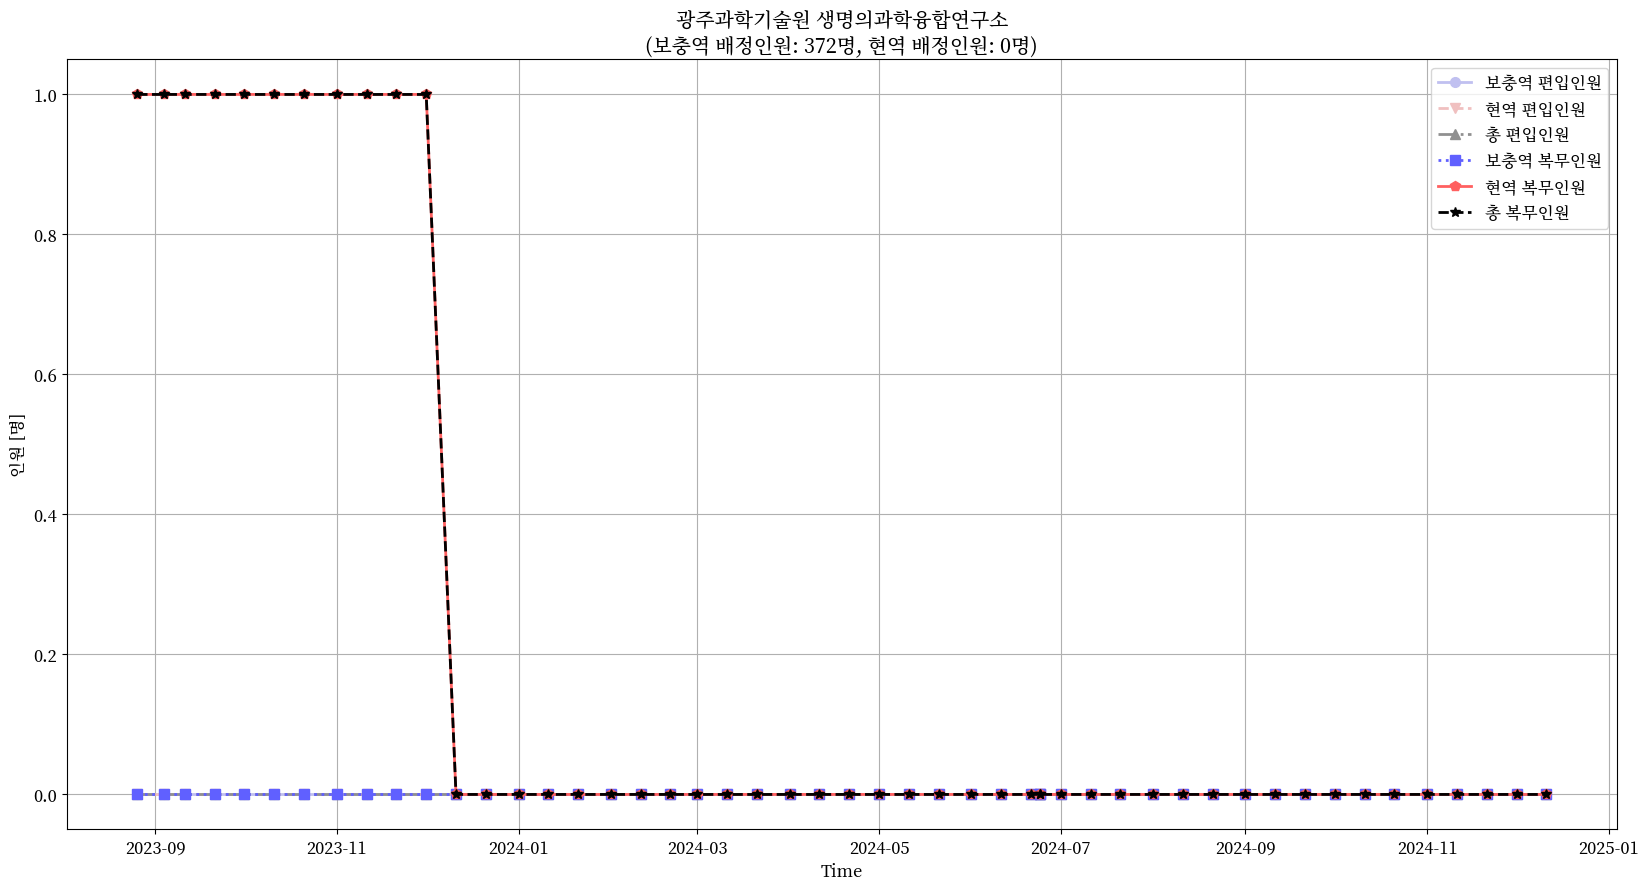 광주과학기술원 생명의과학융합연구소
(보충역 배정인원: 372명, 현역 배정인원: 0명)
보충역 편입인원
현역 편입인원
총 편입인원
보충역 복무인원
현역 복무인원
총 복무인원
1.0
0.8
0.6
0.4
0.2
0.0
인원 [명]
2023-09
2023-11
2024-01
2024-03
2024-05
2024-07
2024-09
2024-11
2025-01
Time